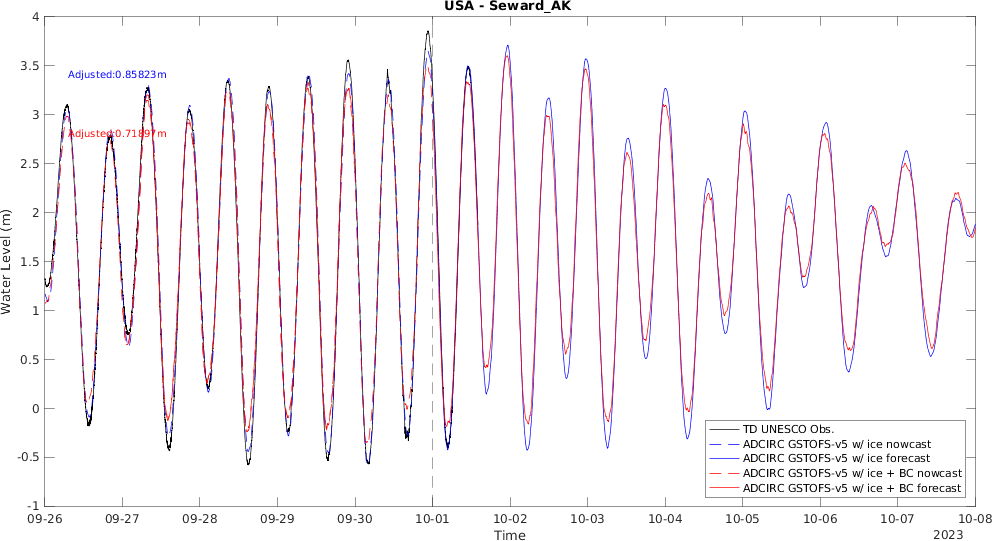 USA - Seward_AK
4
3.5
3
2.5
2
1.5
1
0.5
0
-0.5
-1
Water Level (m)
Adjusted:0.85823m
Adjusted:0.71897m
TD UNESCO Obs.
ADCIRC GSTOFS-v5 w/ ice nowcast
ADCIRC GSTOFS-v5 w/ ice forecast
ADCIRC GSTOFS-v5 w/ ice + BC nowcast
ADCIRC GSTOFS-v5 w/ ice + BC forecast
09-26 09-27 09-28 09-29 09-30 10-01 10-02 10-03 10-04 10-05 10-06 10-07 10-08
Time
2023